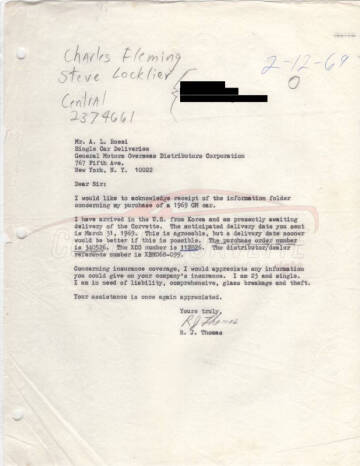 Charles Fleming
Steve Locklier
Central
2374661
2-12-69
Mr. A. L. Rossi
Single Car Deliveries
General Motors Overseas Distributors Corporation
767 Fifth Ave.
New York, N. Y. 10022
Dear Sir:
I would like to acknowledge receipt of the information folder
concerning my purchase of a 1969 GM car.
I have arrived in the U.S. from Korea and am presently awaiting
delivery of the Corvette. The anticipated delivery date you sent
is March 31, 1969. This is agreeable, but a delivery date sooner
would be better if this is possible. The purchase order number
is The number is The distributor/dealer
reference number is
Concerning insurance coverage, I would appreciate any information
you could give on your company's insurance. I am 23 and single.
I am in need of liability, comprehensive, glass breakage and theft.
Your assistance is once again appreciated.
Yours truly,
R J Thomas
R. J. Thomas